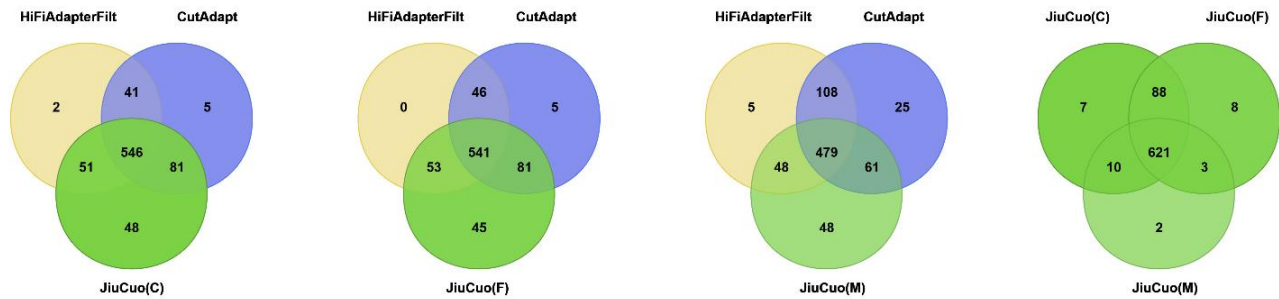 HiFiAdapterFilt CutAdapt
2 41 5
546
51 81
48
JiuCuo(C)
HiFiAdapterFilt CutAdapt
0 46 5
541
53 81
45
JiuCuo(F)
HiFiAdapterFilt CutAdapt
5 108 25
479
48 61
48
JiuCuo(M)
JiuCuo(C) JiuCuo(F)
7 88 8
621
10 3
2
JiuCuo(M)